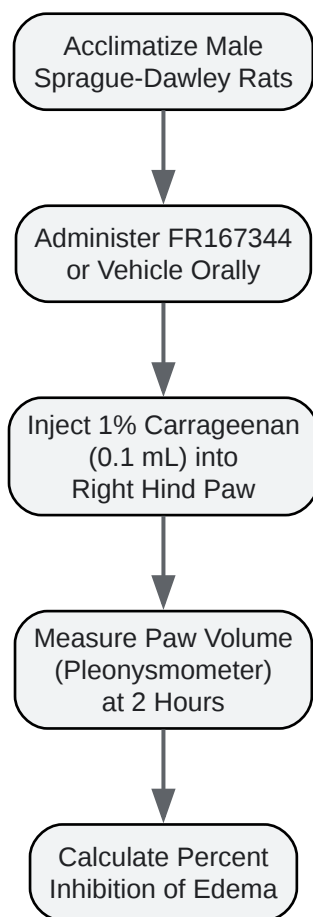 Acclimatize Male
Sprague-Dawley Rats
Administer FR167344
or Vehicle Orally
Inject 1% Carrageenan
(0.1 mL) into
Right Hind Paw
Measure Paw Volume
(Pleonysmometer)
at 2 Hours
Calculate Percent
Inhibition of Edema